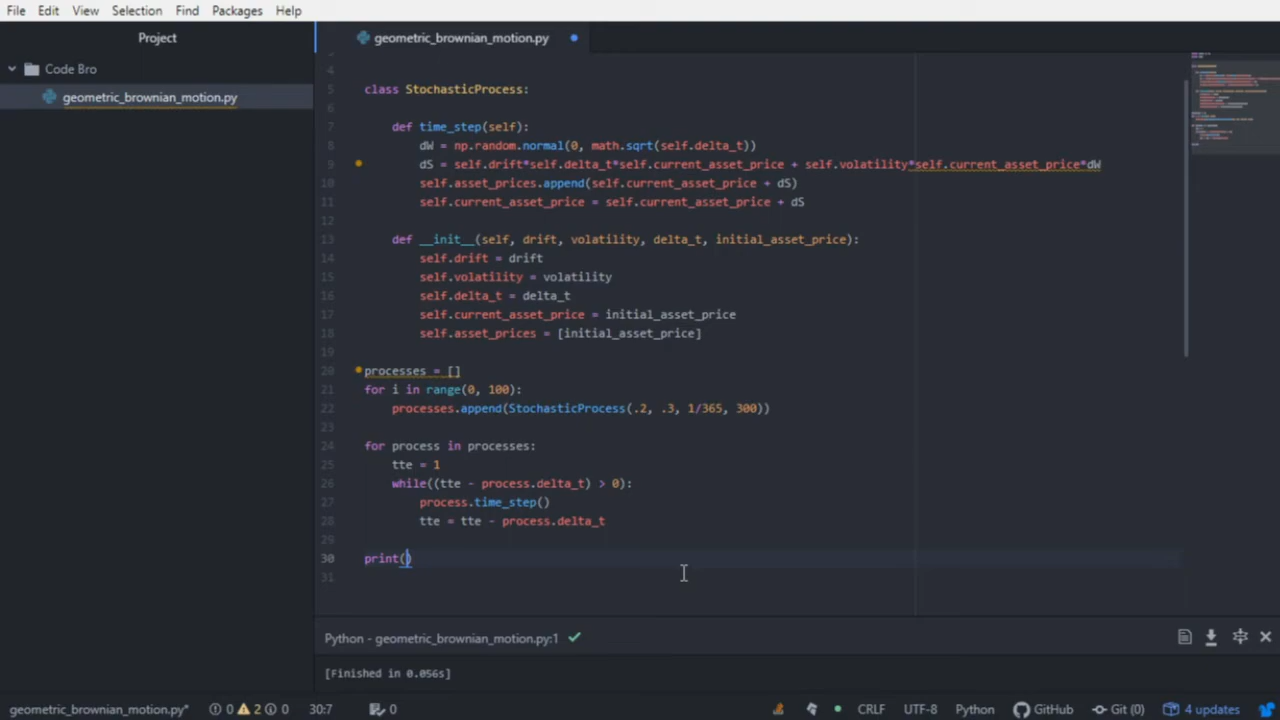 File Edit View Selection Find Packages Help
Project
geometric_brownian_motion.py
Code Bro
geometric_brownian_motion.py
4
5 class StochasticProcess:
6
7 def time_step(self):
8 dW = np.random.normal(0, math.sqrt(self.delta_t))
9 dS = self.drift*self.delta_t*self.current_asset_price + self.volatility*self.current_asset_price*dW
10 self.asset_prices.append(self.current_asset_price + dS)
11 self.current_asset_price = self.current_asset_price + dS
12
13 def __init__(self, drift, volatility, delta_t, initial_asset_price):
14 self.drift = drift
15 self.volatility = volatility
16 self.delta_t = delta_t
17 self.current_asset_price = initial_asset_price
18 self.asset_prices = [initial_asset_price]
19
20 processes = []
21 for i in range(0, 100):
22 processes.append(StochasticProcess(.2, .3, 1/365, 300))
23
24 for process in processes:
25 tte = 1
26 while((tte - process.delta_t) > 0):
27 process.time_step()
28 tte = tte - process.delta_t
29
30 print()
31
Python - geometric_brownian_motion.py:1
[Finished in 0.056s]
geometric_brownian_motion.py* 0 2 0 0 30:7 CRLF UTF-8 Python GitHub Git (0) 4 updates